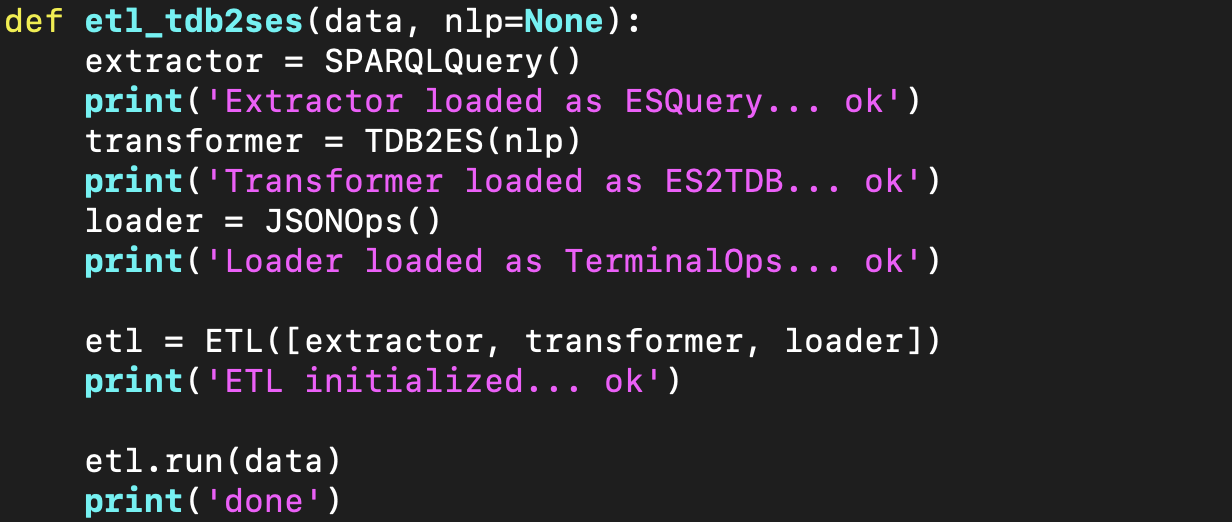 def etl_tdb2ses(data, nlp=None):
    extractor = SPARQLQuery()
    print('Extractor loaded as ESQuery... ok')
    transformer = TDB2ES(nlp)
    print('Transformer loaded as ES2TDB... ok')
    loader = JSONOps()
    print('Loader loaded as TerminalOps... ok')

    etl = ETL([extractor, transformer, loader])
    print('ETL initialized... ok')

    etl.run(data)
    print('done')